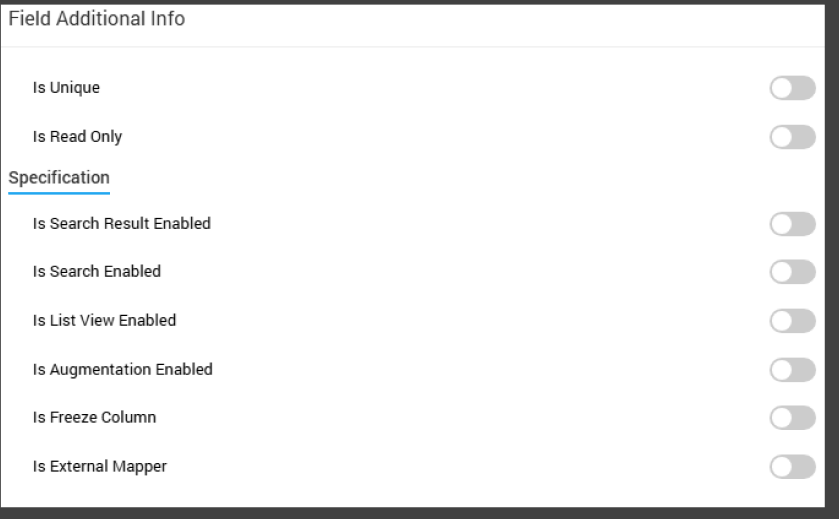 Field Additional Info
Is Unique
Is Read Only
Specification
Is Search Result Enabled
Is Search Enabled
Is List View Enabled
Is Augmentation Enabled
Is Freeze Column
Is External Mapper